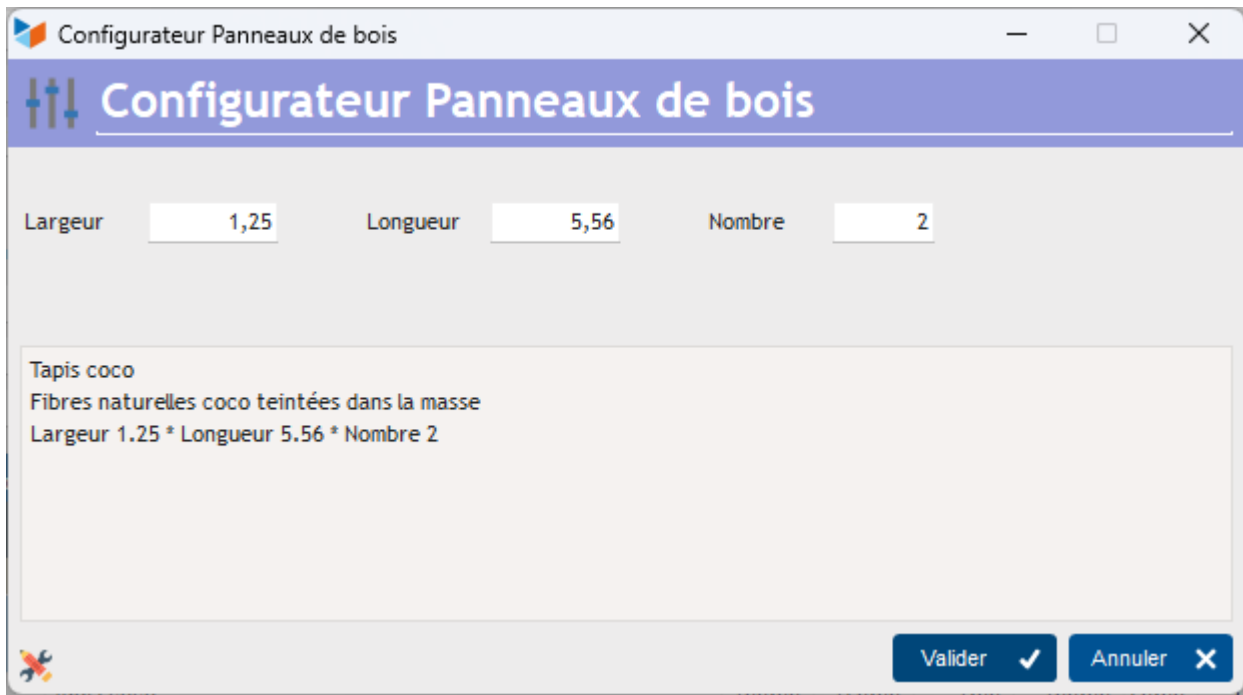 Configurateur Panneaux de bois
Configurateur Panneaux de bois
Largeur 1,25 Longueur 5,56 Nombre 2
Tapis coco
Fibres naturelles coco teintées dans la masse
Largeur 1.25 * Longueur 5.56 * Nombre 2
Valider Annuler